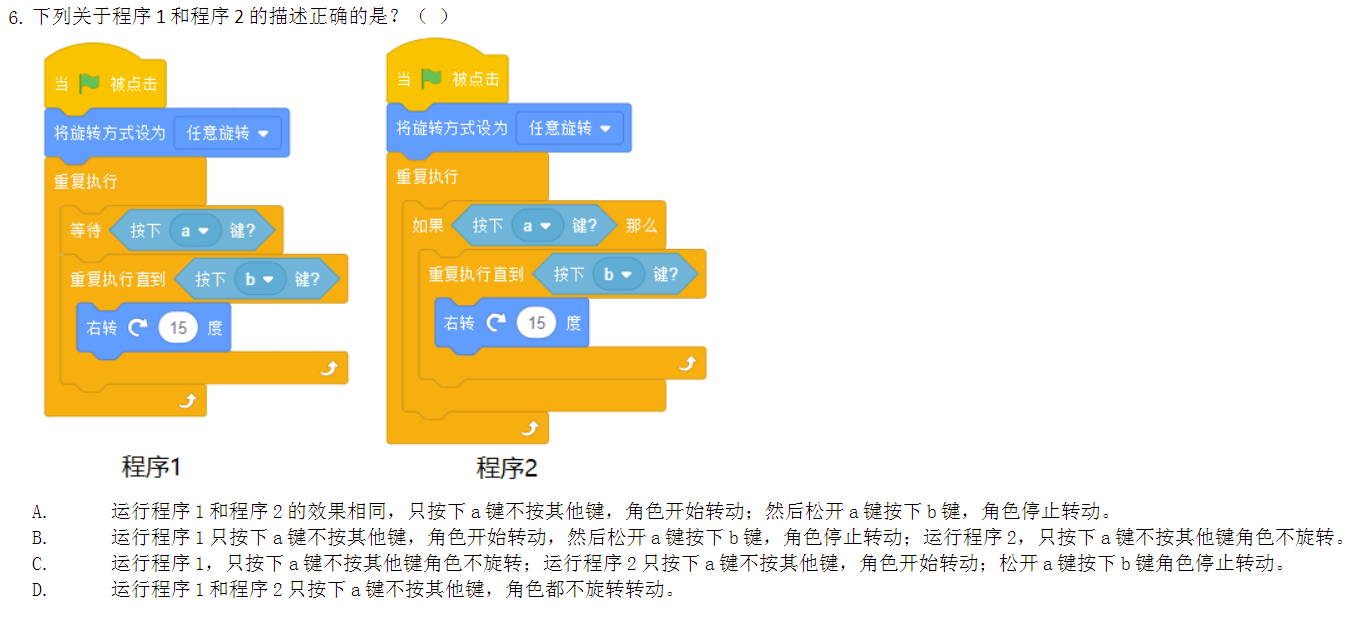 6. 下列关于程序1和程序2的描述正确的是？（ ）
当 被点击
将旋转方式设为 任意旋转
重复执行
等待 按下 a 键?
重复执行直到 按下 b 键?
右转 15 度
程序1
当 被点击
将旋转方式设为 任意旋转
重复执行
如果 按下 a 键? 那么
重复执行直到 按下 b 键?
右转 15 度
程序2
A. 运行程序1和程序2的效果相同，只按下a键不按其他键，角色开始转动；然后松开a键按下b键，角色停止转动。
B. 运行程序1只按下a键不按其他键，角色开始转动，然后松开a键按下b键，角色停止转动；运行程序2，只按下a键不按其他键角色不旋转。
C. 运行程序1，只按下a键不按其他键角色不旋转；运行程序2只按下a键不按其他键，角色开始转动；松开a键按下b键角色停止转动。
D. 运行程序1和程序2只按下a键不按其他键，角色都不旋转转动。